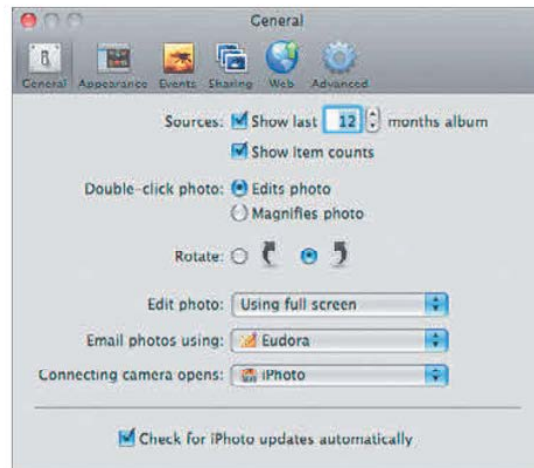 General
General Appearance Events Sharing Web Advanced
Sources: Show last 12 months album
Show item counts
Double-click photo: Edits photo
Magnifies photo
Rotate:
Edit photo: Using full screen
Email photos using: Eudora
Connecting camera opens: iPhoto
Check for iPhoto updates automatically